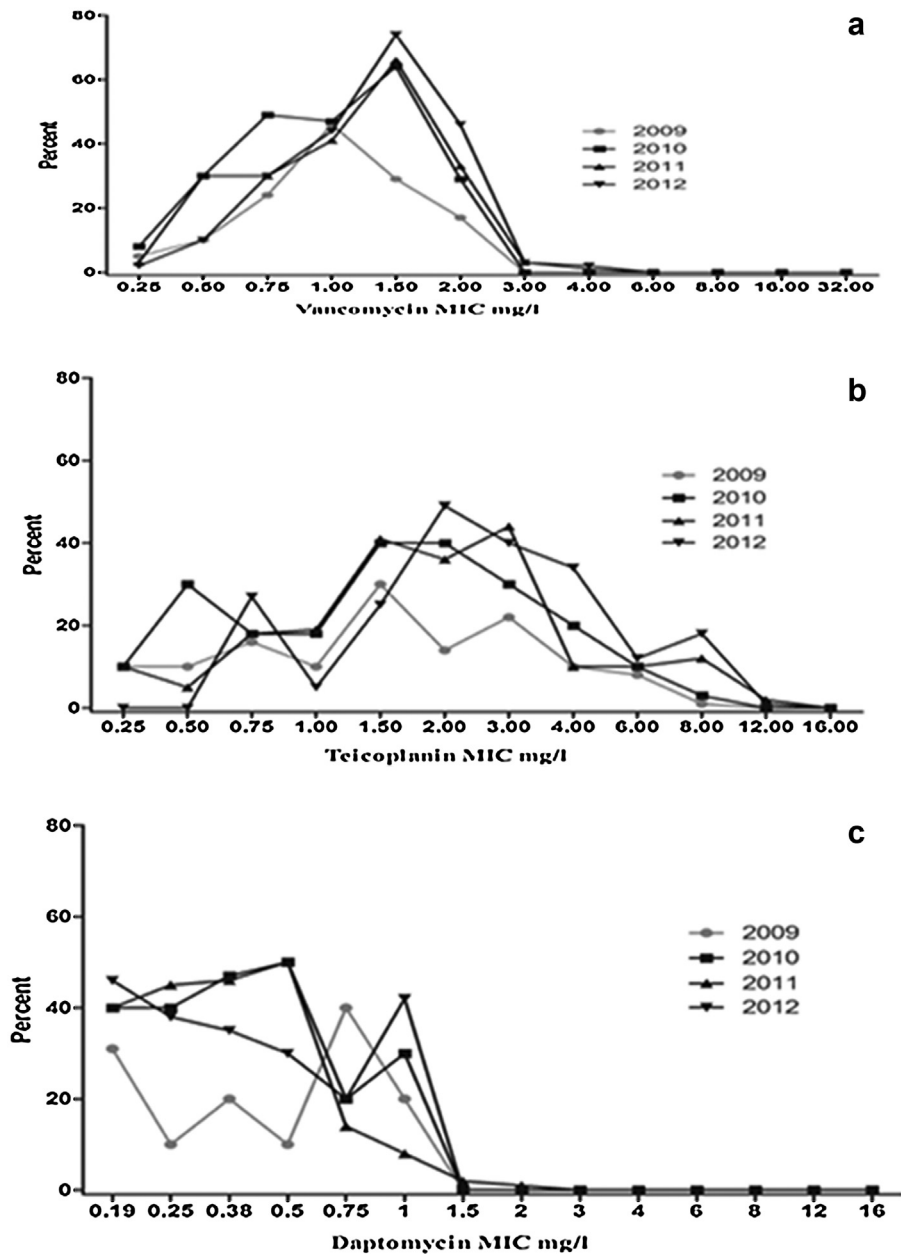 a
80
60
40
20
0
Percent
2009
2010
2011
2012
0.25 0.50 0.75 1.00 1.50 2.00 3.00 4.00 6.00 8.00 16.00 32.00
Vancomycin MIC mg/l
b
80
60
40
20
0
Percent
2009
2010
2011
2012
0.25 0.50 0.75 1.00 1.50 2.00 3.00 4.00 6.00 8.00 12.00 16.00
Teicoplanin MIC mg/l
c
80
60
40
20
0
Percent
2009
2010
2011
2012
0.19 0.25 0.38 0.5 0.75 1 1.5 2 3 4 6 8 12 16
Daptomycin MIC mg/l